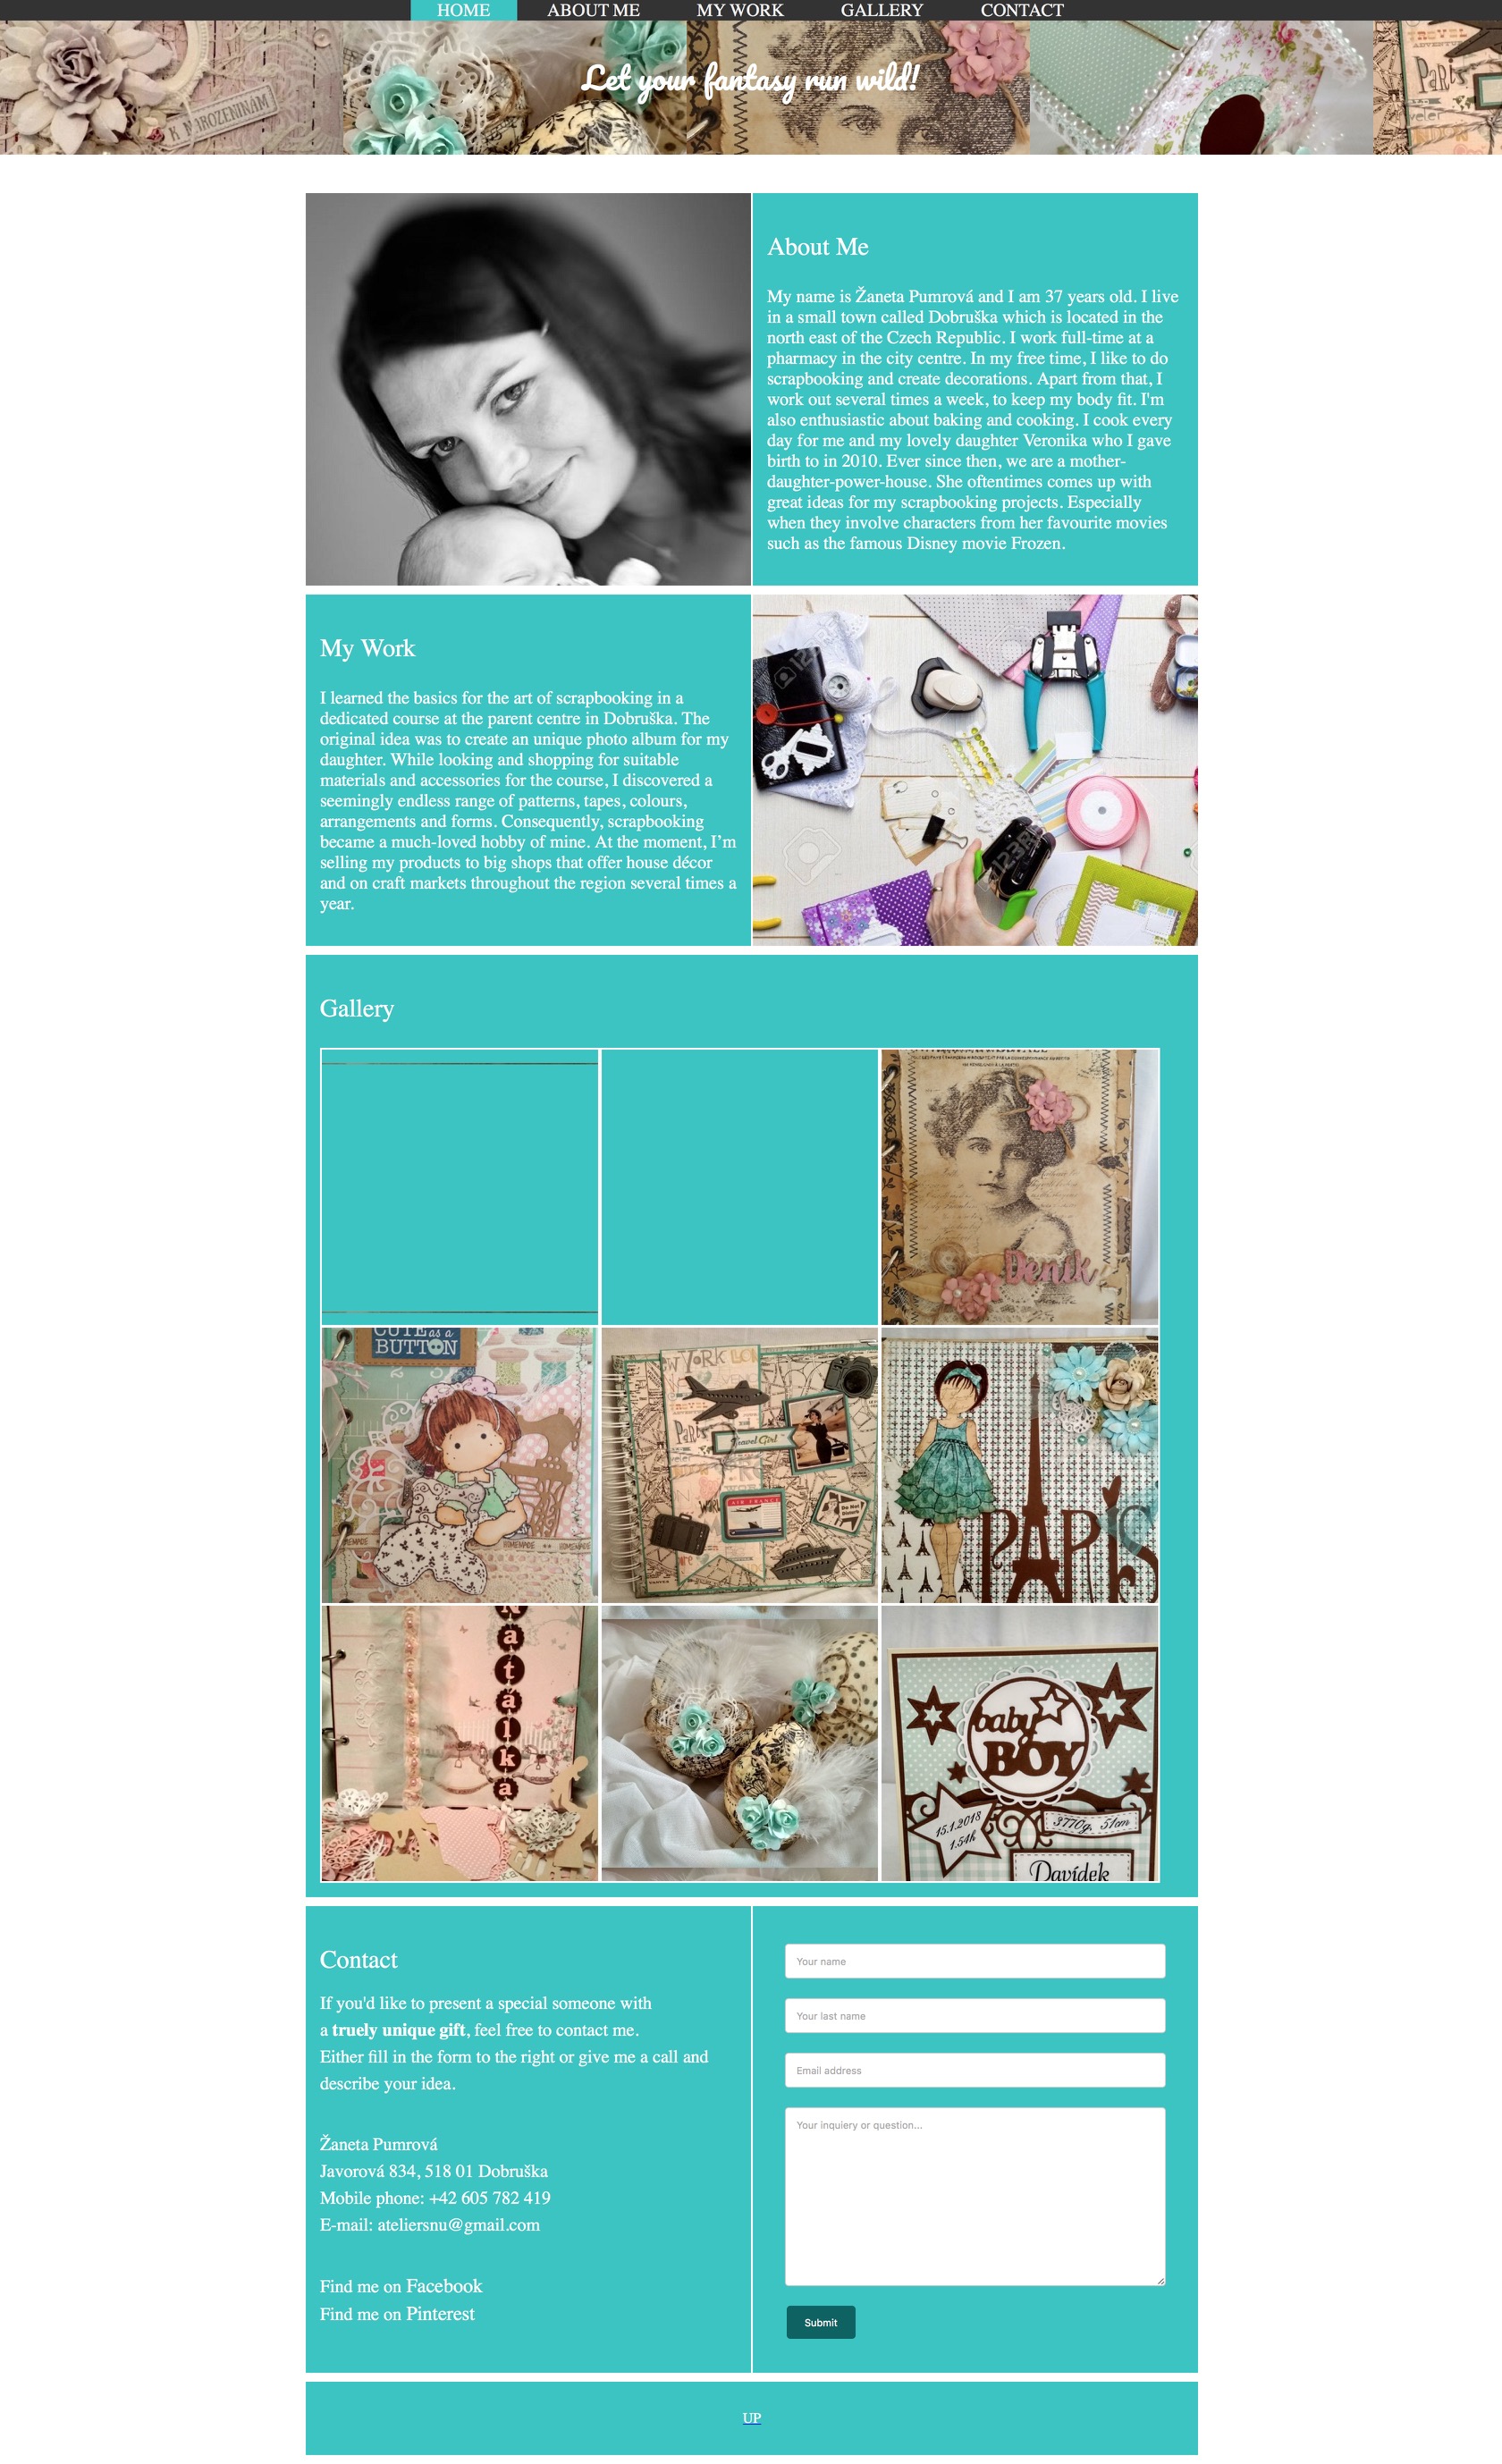 HOME ABOUT ME MY WORK GALLERY CONTACT
K NAROZENINÁM
Let your fantasy run wild!
About Me
My name is Žaneta Pumrová and I am 37 years old. I live
in a small town called Dobruška which is located in the
north east of the Czech Republic. I work full-time at a
pharmacy in the city centre. In my free time, I like to do
scrapbooking and create decorations. Apart from that, I
work out several times a week, to keep my body fit. I'm
also enthusiastic about baking and cooking. I cook every
day for me and my lovely daughter Veronika who I gave
birth to in 2010. Ever since then, we are a mother-
daughter-power-house. She oftentimes comes up with
great ideas for my scrapbooking projects. Especially
when they involve characters from her favourite movies
such as the famous Disney movie Frozen.
My Work
I learned the basics for the art of scrapbooking in a
dedicated course at the parent centre in Dobruška. The
original idea was to create an unique photo album for my
daughter. While looking and shopping for suitable
materials and accessories for the course, I discovered a
seemingly endless range of patterns, tapes, colours,
arrangements and forms. Consequently, scrapbooking
became a much-loved hobby of mine. At the moment, I’m
selling my products to big shops that offer house décor
and on craft markets throughout the region several times a
year.
Gallery
Deník
CUTE as a
BUTTON
HOMEMADE HOMEMADE
Travel Girl
AIR FRANCE
PARIS
Natalka
baby
BOY
15.1.2018
1.54h
3770g, 51cm
Davídek
Contact
If you'd like to present a special someone with
a truely unique gift, feel free to contact me.
Either fill in the form to the right or give me a call and
describe your idea.
Žaneta Pumrová
Javorová 834, 518 01 Dobruška
Mobile phone: +42 605 782 419
E-mail: ateliersnu@gmail.com
Find me on Facebook
Find me on Pinterest
Your name
Your last name
Email address
Your inquiery or question...
Submit
UP